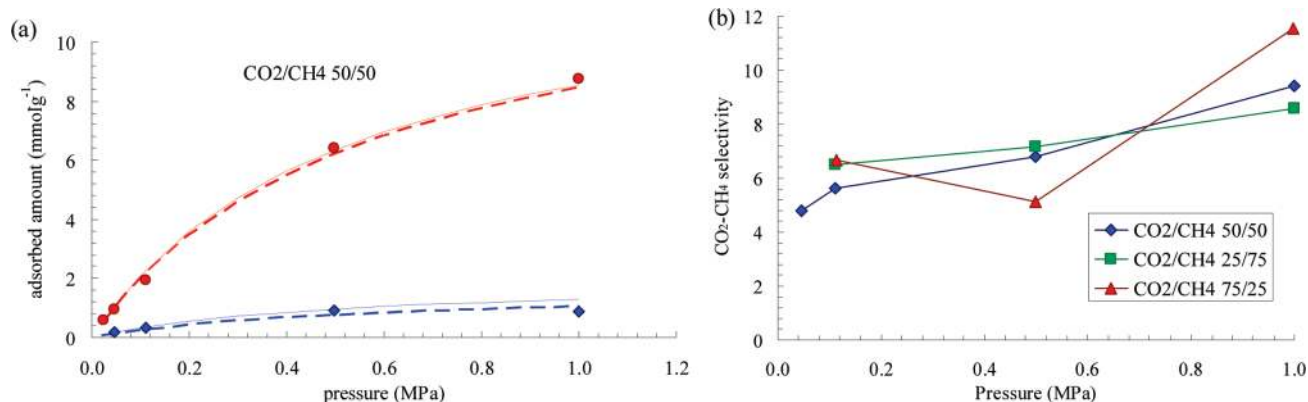 (a)
10
8
6
4
2
0
adsorbed amount (mmolg⁻¹)
CO2/CH4 50/50
0.0 0.2 0.4 0.6 0.8 1.0 1.2
pressure (MPa)
(b)
12
10
8
6
4
2
0
CO₂-CH₄ selectivity
CO2/CH4 50/50
CO2/CH4 25/75
CO2/CH4 75/25
0.0 0.2 0.4 0.6 0.8 1.0
Pressure (MPa)